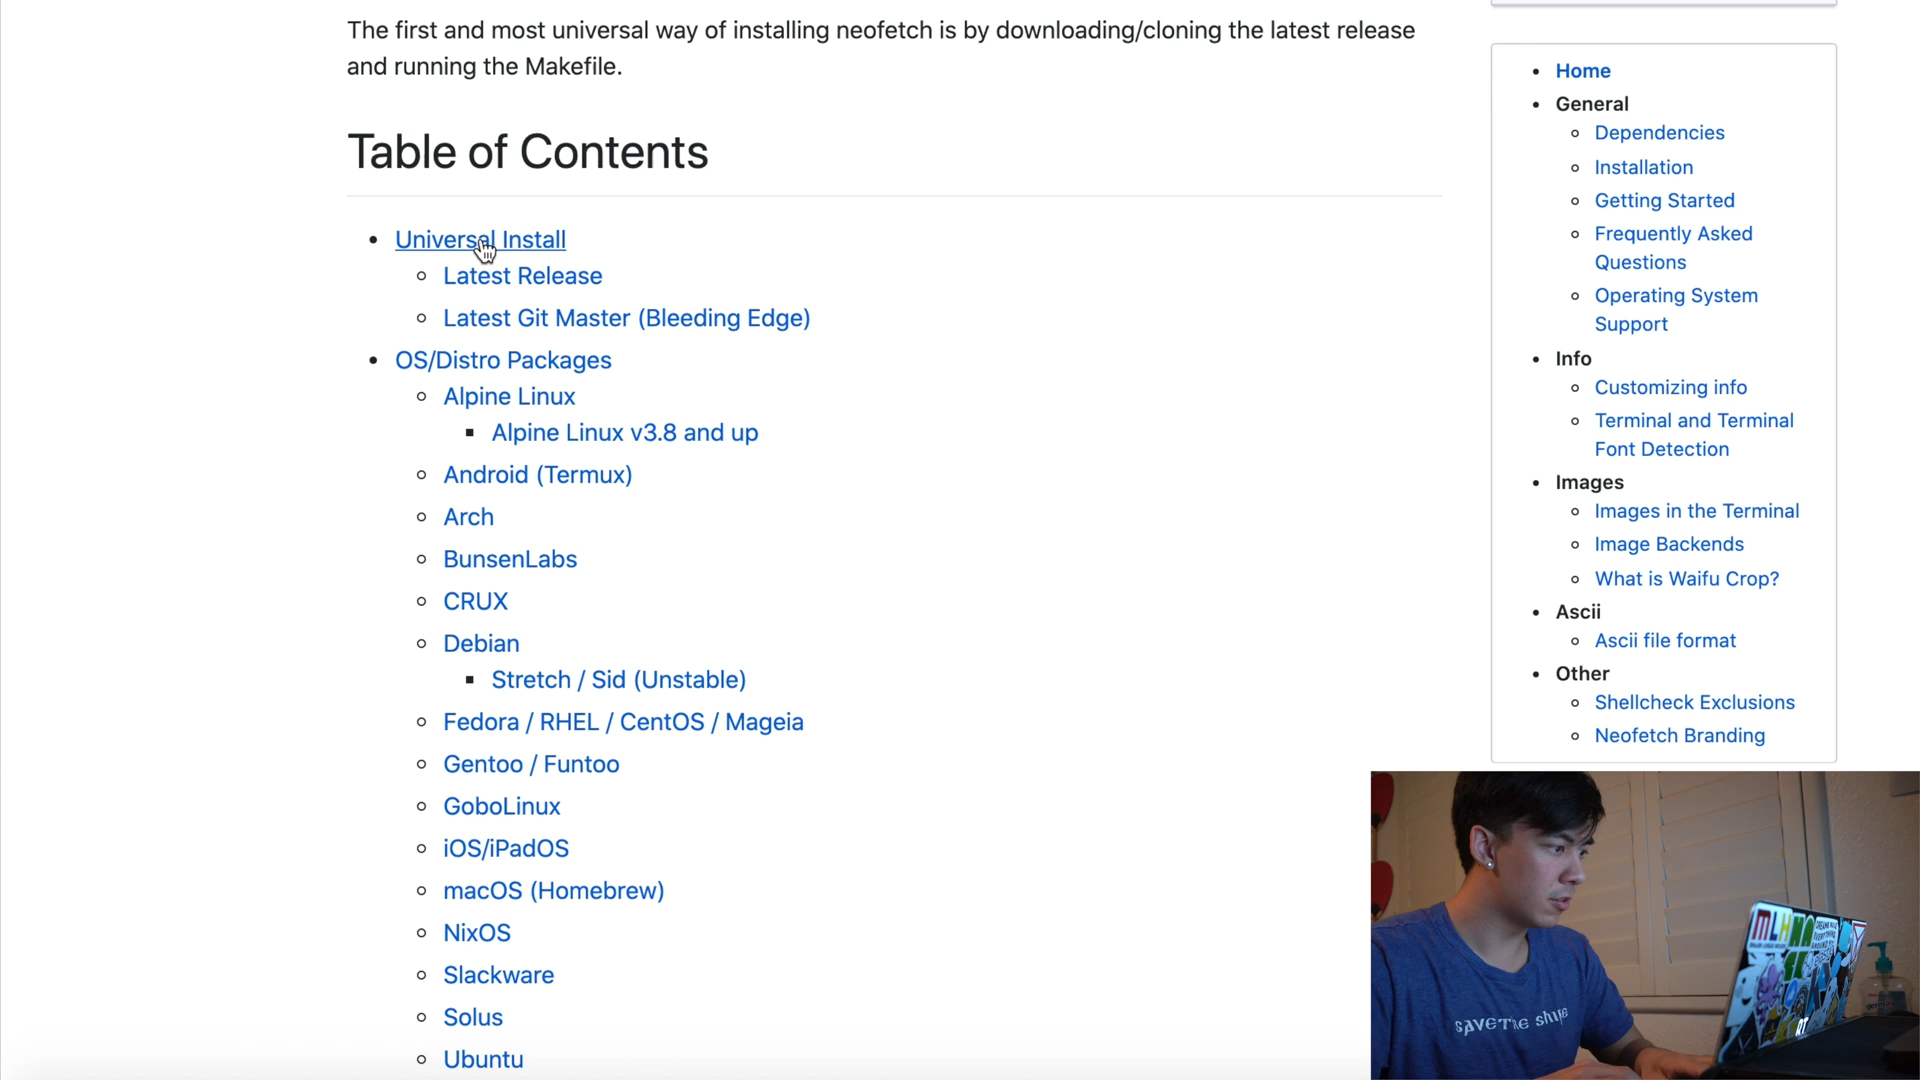 The first and most universal way of installing neofetch is by downloading/cloning the latest release
and running the Makefile.
Table of Contents
Universal Install
Latest Release
Latest Git Master (Bleeding Edge)
OS/Distro Packages
Alpine Linux
Alpine Linux v3.8 and up
Android (Termux)
Arch
BunsenLabs
CRUX
Debian
Stretch / Sid (Unstable)
Fedora / RHEL / CentOS / Mageia
Gentoo / Funtoo
GoboLinux
iOS/iPadOS
macOS (Homebrew)
NixOS
Slackware
Solus
Ubuntu
Home
General
Dependencies
Installation
Getting Started
Frequently Asked
Questions
Operating System
Support
Info
Customizing info
Terminal and Terminal
Font Detection
Images
Images in the Terminal
Image Backends
What is Waifu Crop?
Ascii
Ascii file format
Other
Shellcheck Exclusions
Neofetch Branding
MLH